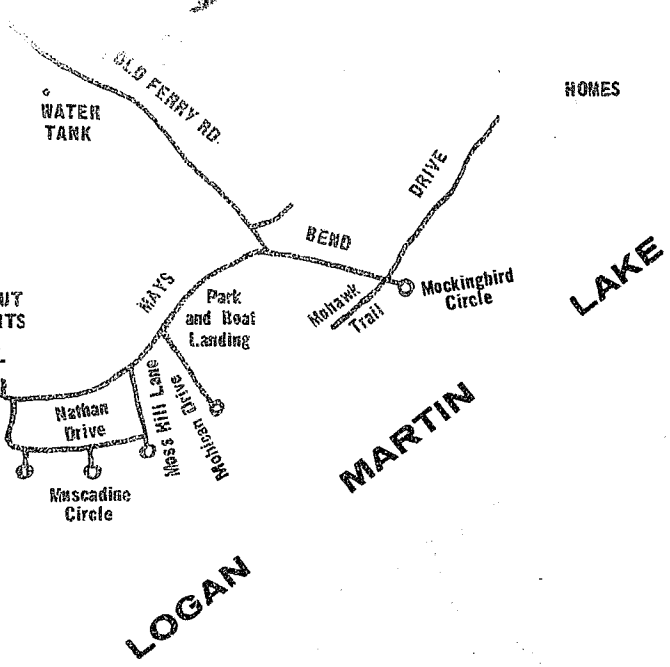 OLD FERRY RD.
WATER
TANK
HOMES
DRIVE
BEND
MAYS
LAKE
Park
and Boat
Landing
Mohawk
Trail
Mockingbird
Circle
UT
ITS
Nathan
Drive
Moss Hill Lane
Mohican Drive
MARTIN
Muscadine
Circle
LOGAN